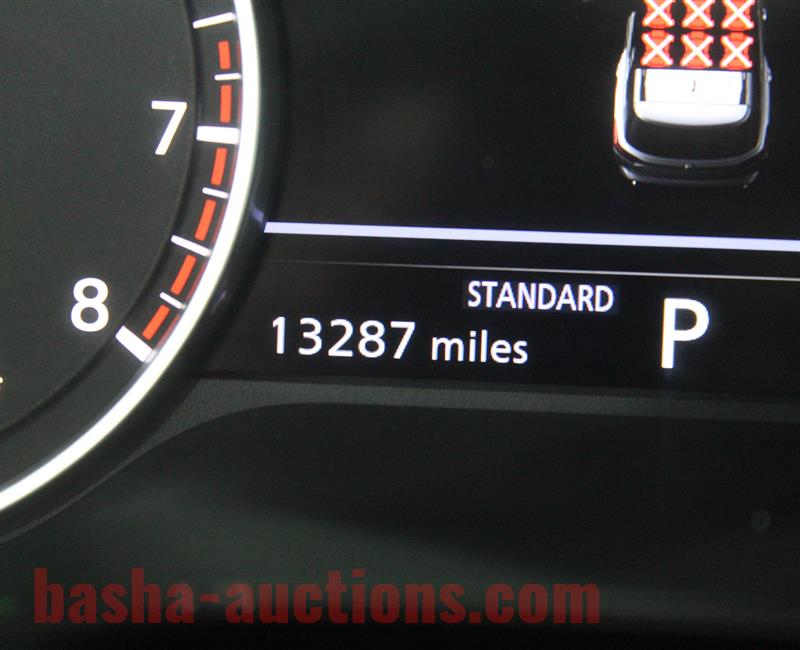 7
8
STANDARD
13287 miles
P
basha-auctions.com